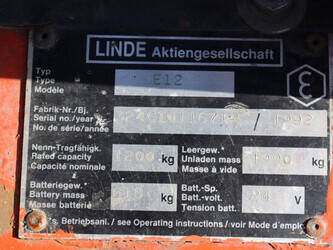 LINDE Aktiengesellschaft
Typ
Type E12
Modèle
Fabrik-Nr./Bj.
Serial no./year / 1992
No. de série/année
Nenn-Tragfähigk. Leergew.
Rated capacity 1200 kg Unladen mass kg
Capacité nominale Masse à vide
Batteriegew. Batt.-Sp.
Battery mass kg Batt.-volt. V
Masse batterie Tension batt.
s. Betriebsanl. / see Operating instructions / voir Mode d'emploi